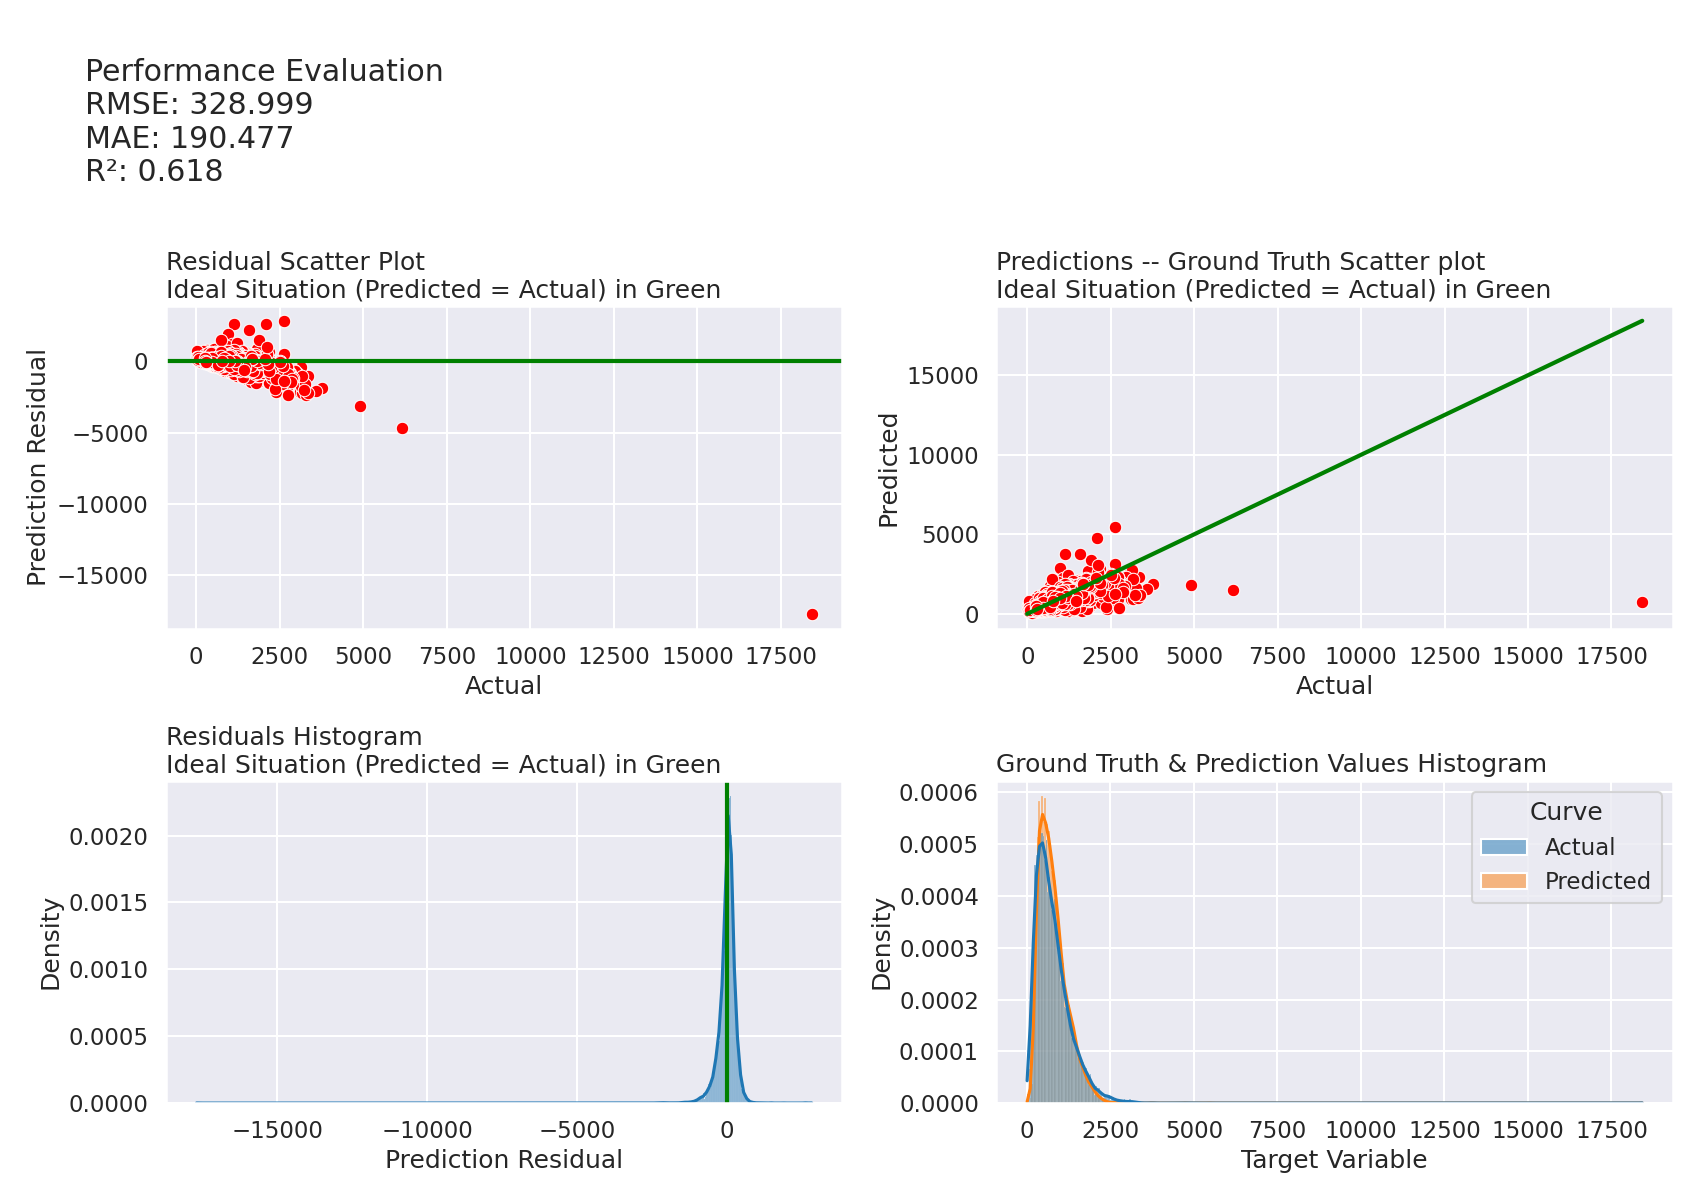 Performance Evaluation
RMSE: 328.999
MAE: 190.477
R²: 0.618
Residual Scatter Plot
Ideal Situation (Predicted = Actual) in Green
Prediction Residual
0
−5000
−10000
−15000
0 2500 5000 7500 10000 12500 15000 17500
Actual
Predictions -- Ground Truth Scatter plot
Ideal Situation (Predicted = Actual) in Green
Predicted
15000
10000
5000
0
0 2500 5000 7500 10000 12500 15000 17500
Actual
Residuals Histogram
Ideal Situation (Predicted = Actual) in Green
Density
0.0020
0.0015
0.0010
0.0005
0.0000
−15000 −10000 −5000 0
Prediction Residual
Ground Truth & Prediction Values Histogram
Density
0.0006
0.0005
0.0004
0.0003
0.0002
0.0001
0.0000
Curve
Actual
Predicted
0 2500 5000 7500 10000 12500 15000 17500
Target Variable